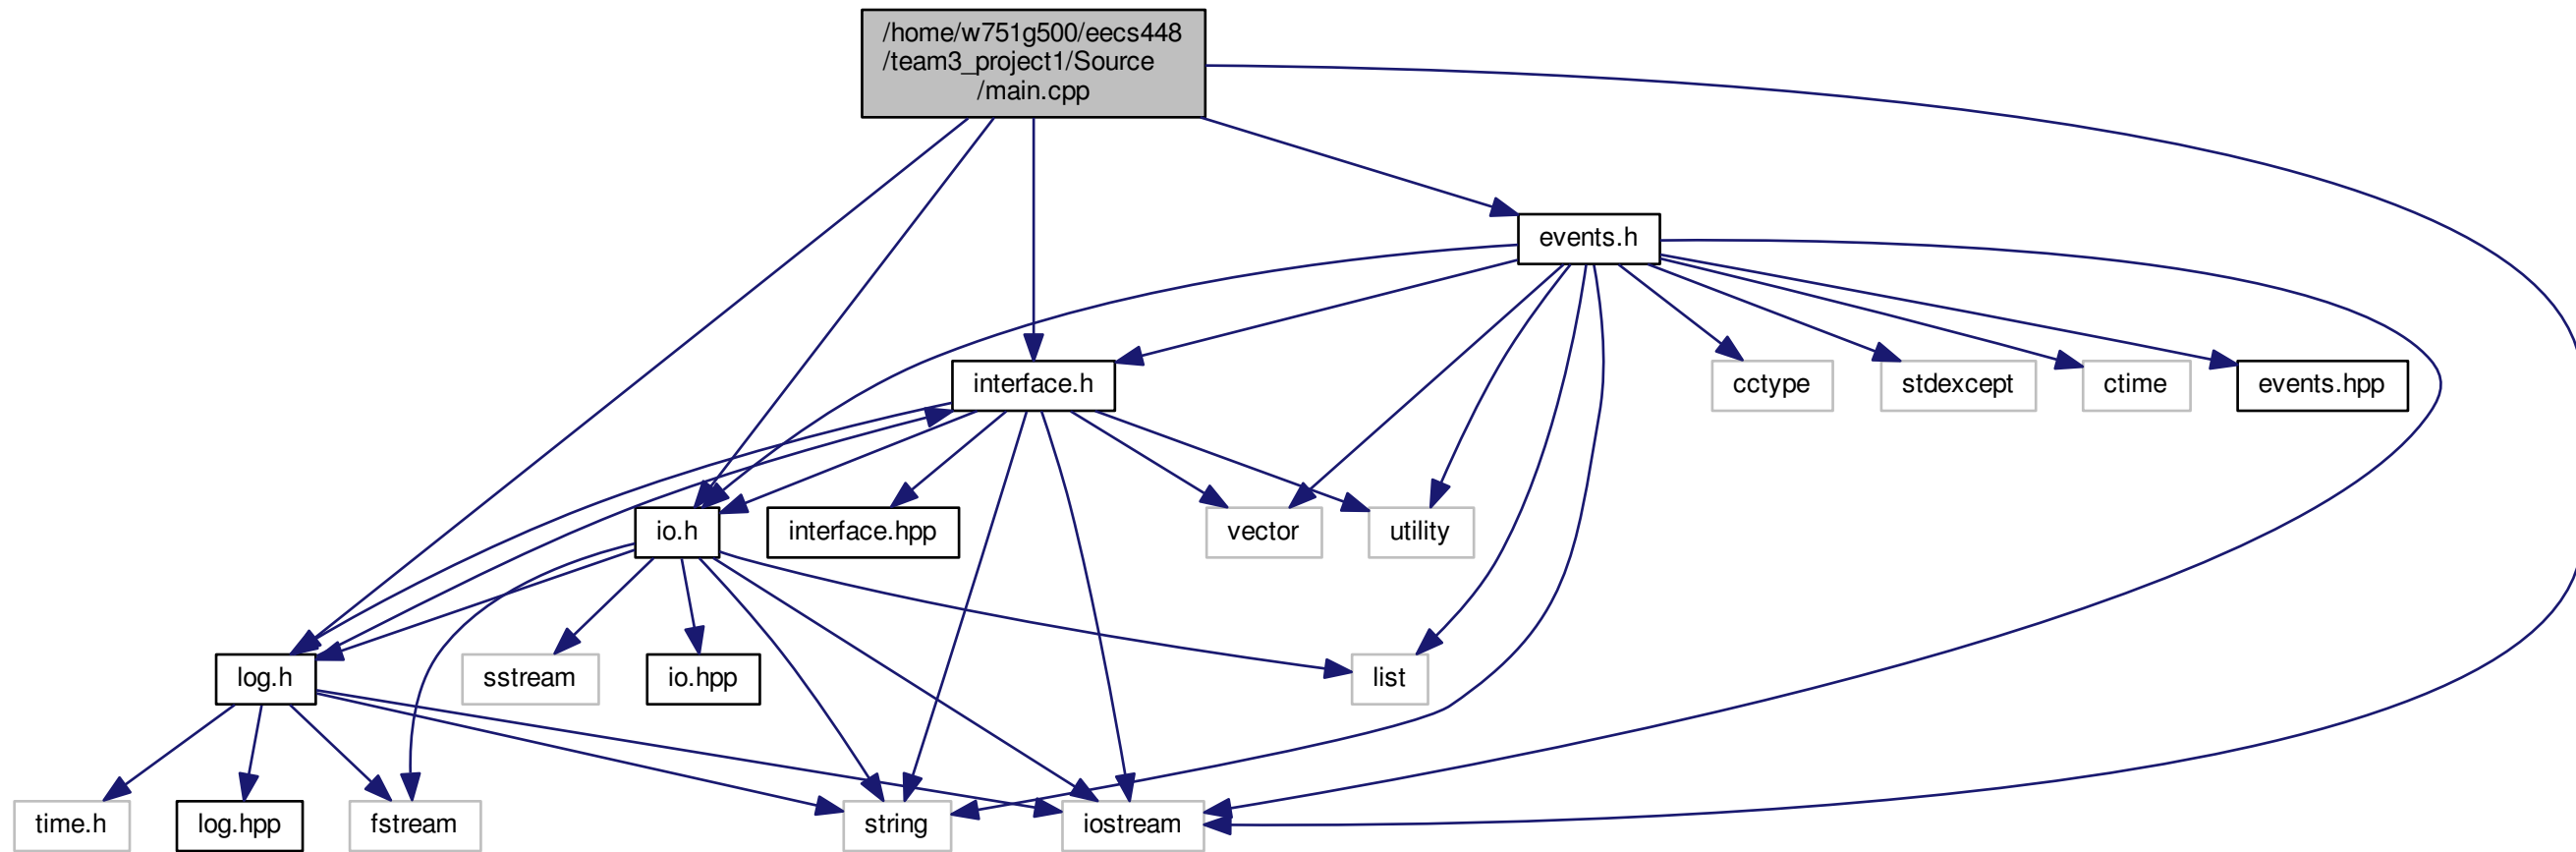 /home/w751g500/eecs448
/team3_project1/Source
/main.cpp
events.h
interface.h
cctype
stdexcept
ctime
events.hpp
io.h
interface.hpp
vector
utility
log.h
sstream
io.hpp
list
time.h
log.hpp
fstream
string
iostream